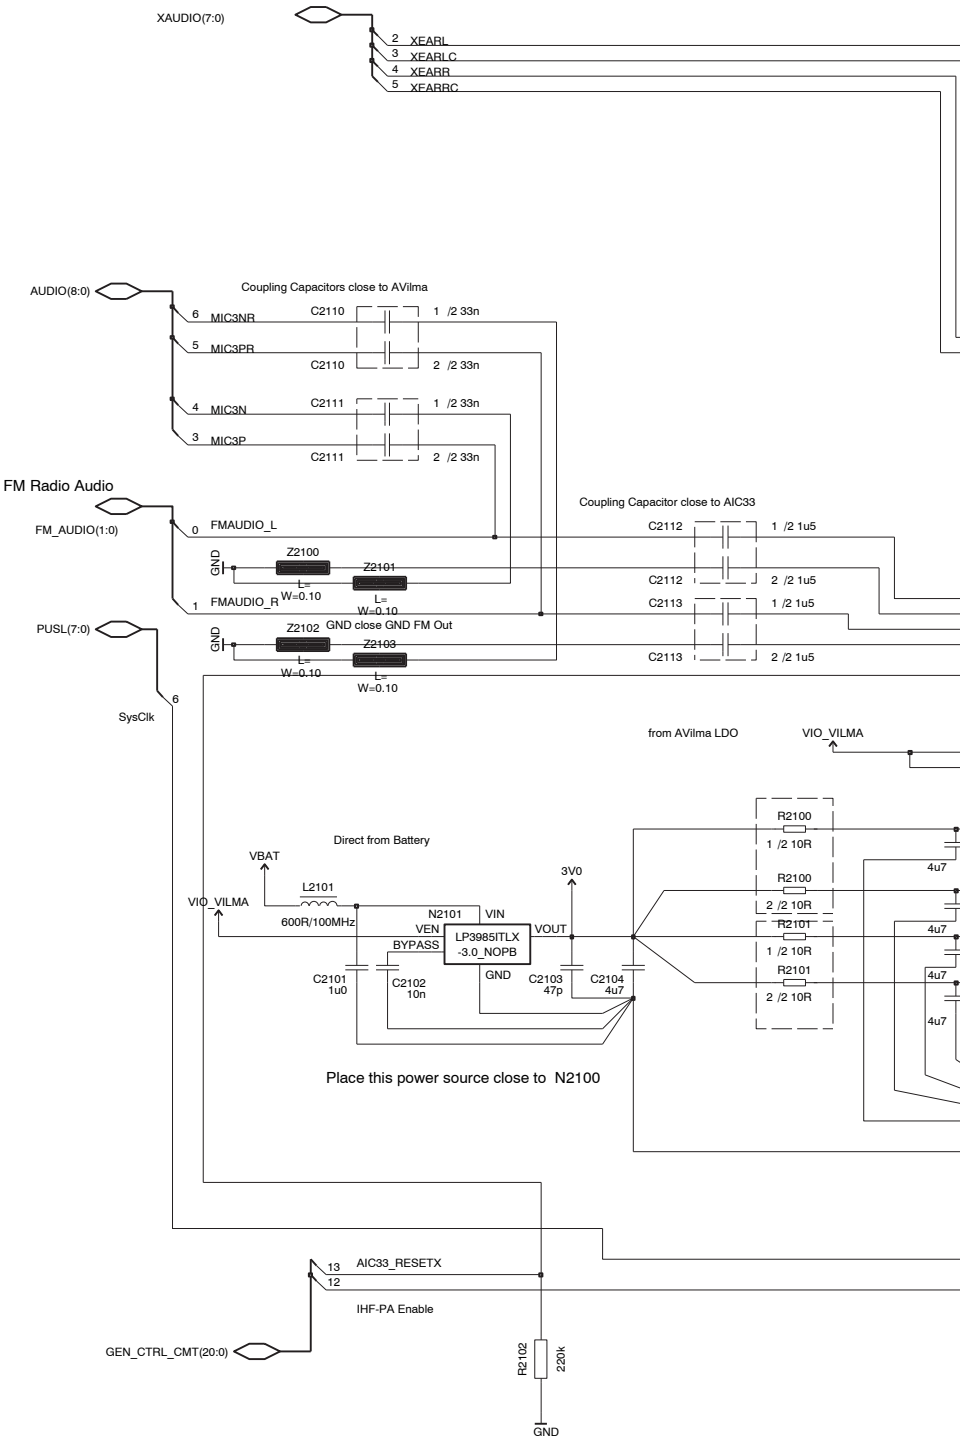 XAUDIO(7:0)
2 XEARL
3 XEARLC
4 XEARR
5 XEARRC
AUDIO(8:0)
Coupling Capacitors close to AVilma
6 MIC3NR C2110 1 /2 33n
5 MIC3PR
C2110 2 /2 33n
4 MIC3N C2111 1 /2 33n
3 MIC3P
C2111 2 /2 33n
FM Radio Audio
FM_AUDIO(1:0)
Coupling Capacitor close to AIC33
0 FMAUDIO_L C2112 1 /2 1u5
GND Z2100
Z2101
L=
W=0.10
C2112 2 /2 1u5
L=
W=0.10
1 FMAUDIO_R C2113 1 /2 1u5
PUSL(7:0)
GND close GND FM Out
GND Z2102
Z2103
L=
W=0.10
C2113 2 /2 1u5
L=
W=0.10
6
SysClk
from AVilma LDO VIO_VILMA
R2100
1 /2 10R
Direct from Battery
VBAT
3V0
4u7
L2101
R2100
2 /2 10R
VIO_VILMA
600R/100MHz
N2101 VIN
VEN
LP3985ITLX
-3.0_NOPB
VOUT
BYPASS
GND
R2101
1 /2 10R
4u7
C2101
1u0
C2102
10n
C2103
47p
C2104
4u7
R2101
2 /2 10R
4u7
4u7
Place this power source close to N2100
13 AIC33_RESETX
12
IHF-PA Enable
GEN_CTRL_CMT(20:0)
R2102
220k
GND